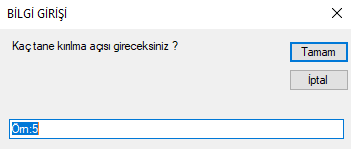 BİLGİ GİRİŞİ
Kaç tane kırılma açısı gireceksiniz ?
Tamam
İptal
Örn:5